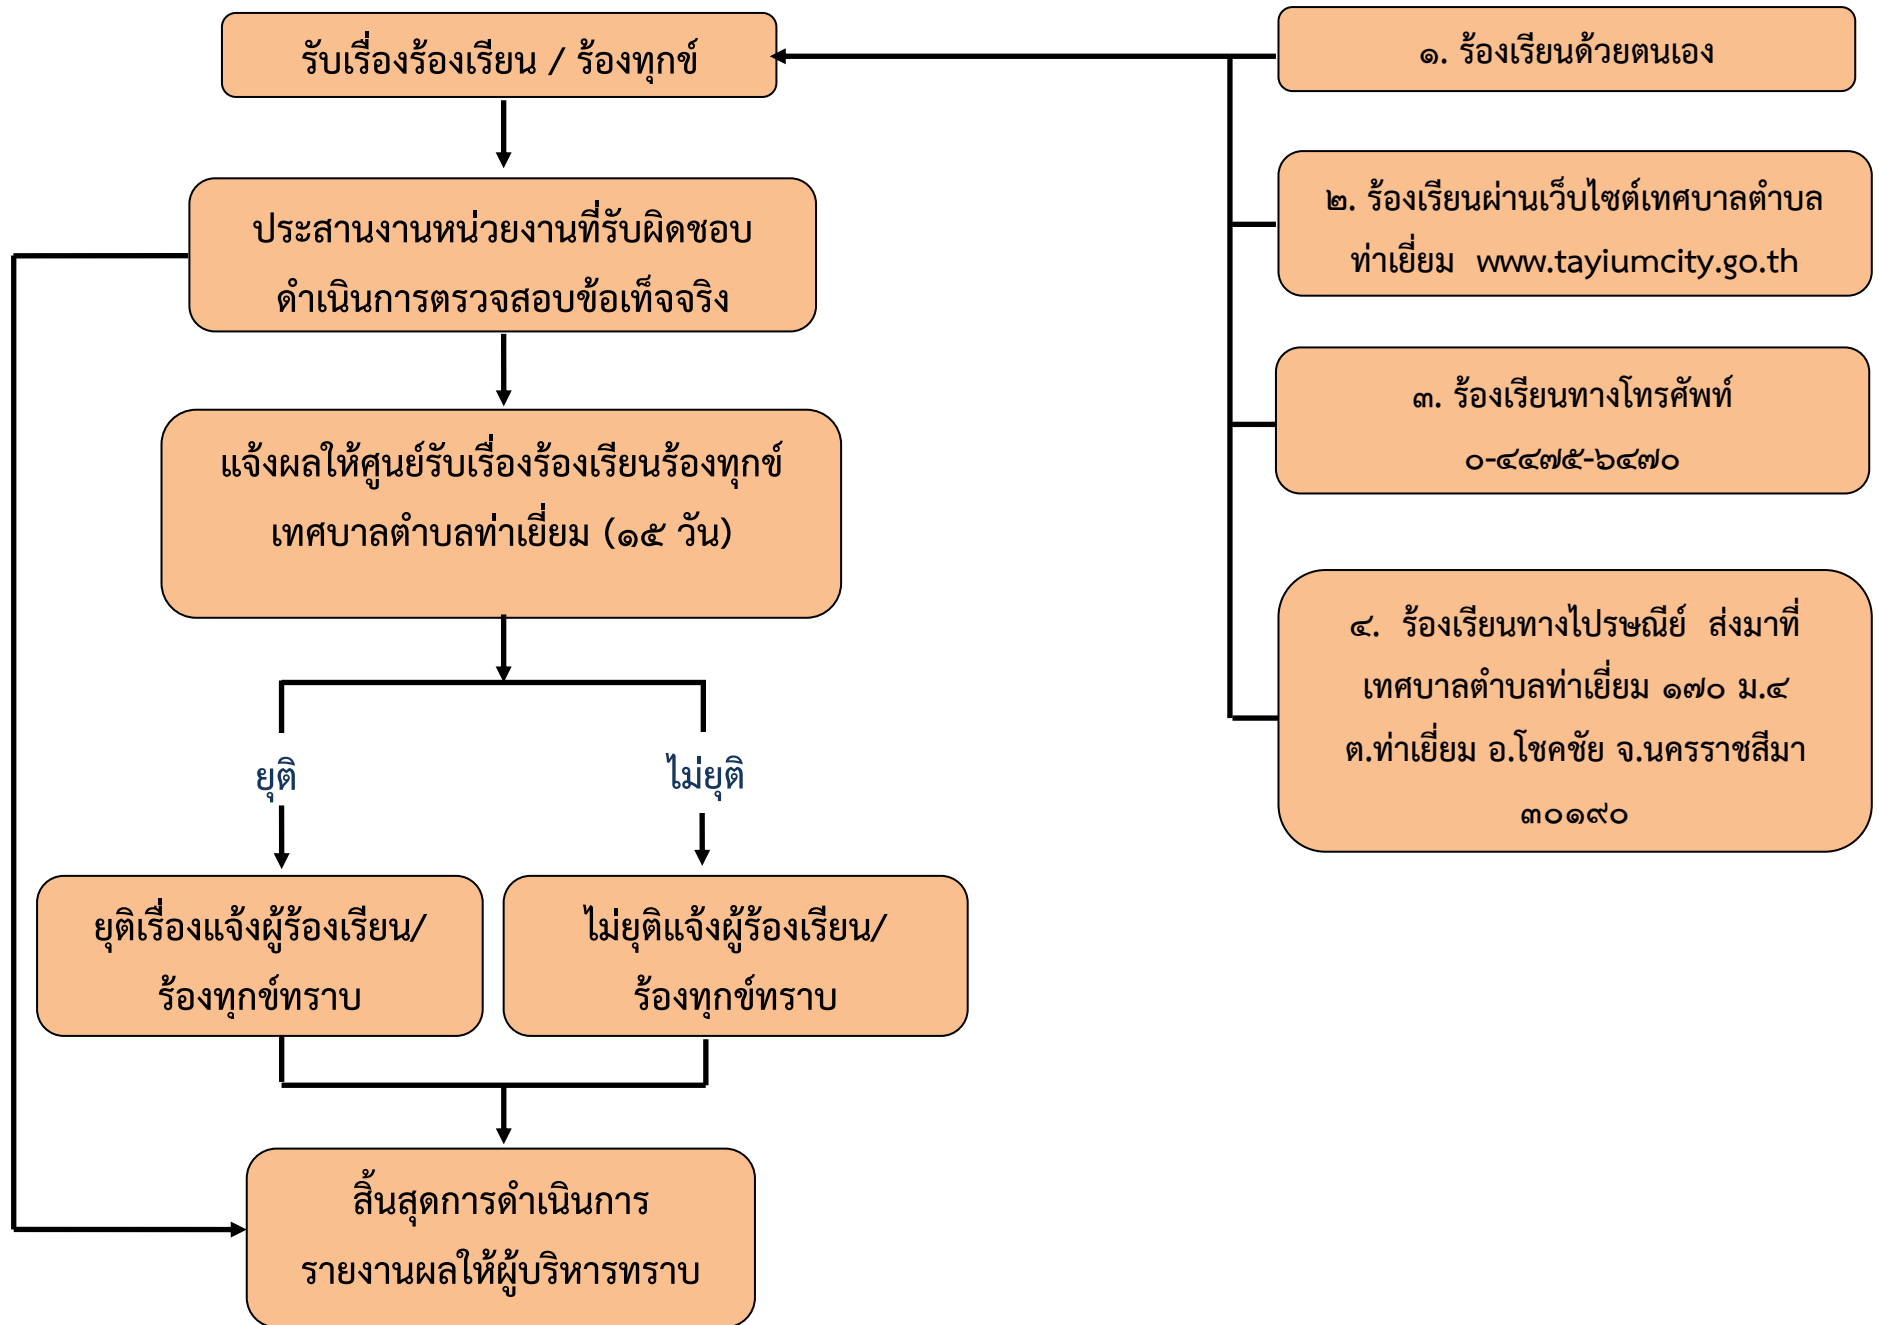 รับเรื่องร้องเรียน / ร้องทุกข์
ประสานงานหน่วยงานที่รับผิดชอบ
ดำเนินการตรวจสอบข้อเท็จจริง
แจ้งผลให้ศูนย์รับเรื่องร้องเรียนร้องทุกข์
เทศบาลตำบลท่าเยี่ยม (๑๕ วัน)
ยุติ
ไม่ยุติ
ยุติเรื่องแจ้งผู้ร้องเรียน/
ร้องทุกข์ทราบ
ไม่ยุติแจ้งผู้ร้องเรียน/
ร้องทุกข์ทราบ
สิ้นสุดการดำเนินการ
รายงานผลให้ผู้บริหารทราบ
๑. ร้องเรียนด้วยตนเอง
๒. ร้องเรียนผ่านเว็บไซต์เทศบาลตำบล
ท่าเยี่ยม www.tayiumcity.go.th
๓. ร้องเรียนทางโทรศัพท์
๐-๔๔๗๕-๖๔๗๐
๔. ร้องเรียนทางไปรษณีย์ ส่งมาที่
เทศบาลตำบลท่าเยี่ยม ๑๗๐ ม.๔
ต.ท่าเยี่ยม อ.โชคชัย จ.นครราชสีมา
๓๐๑๙๐